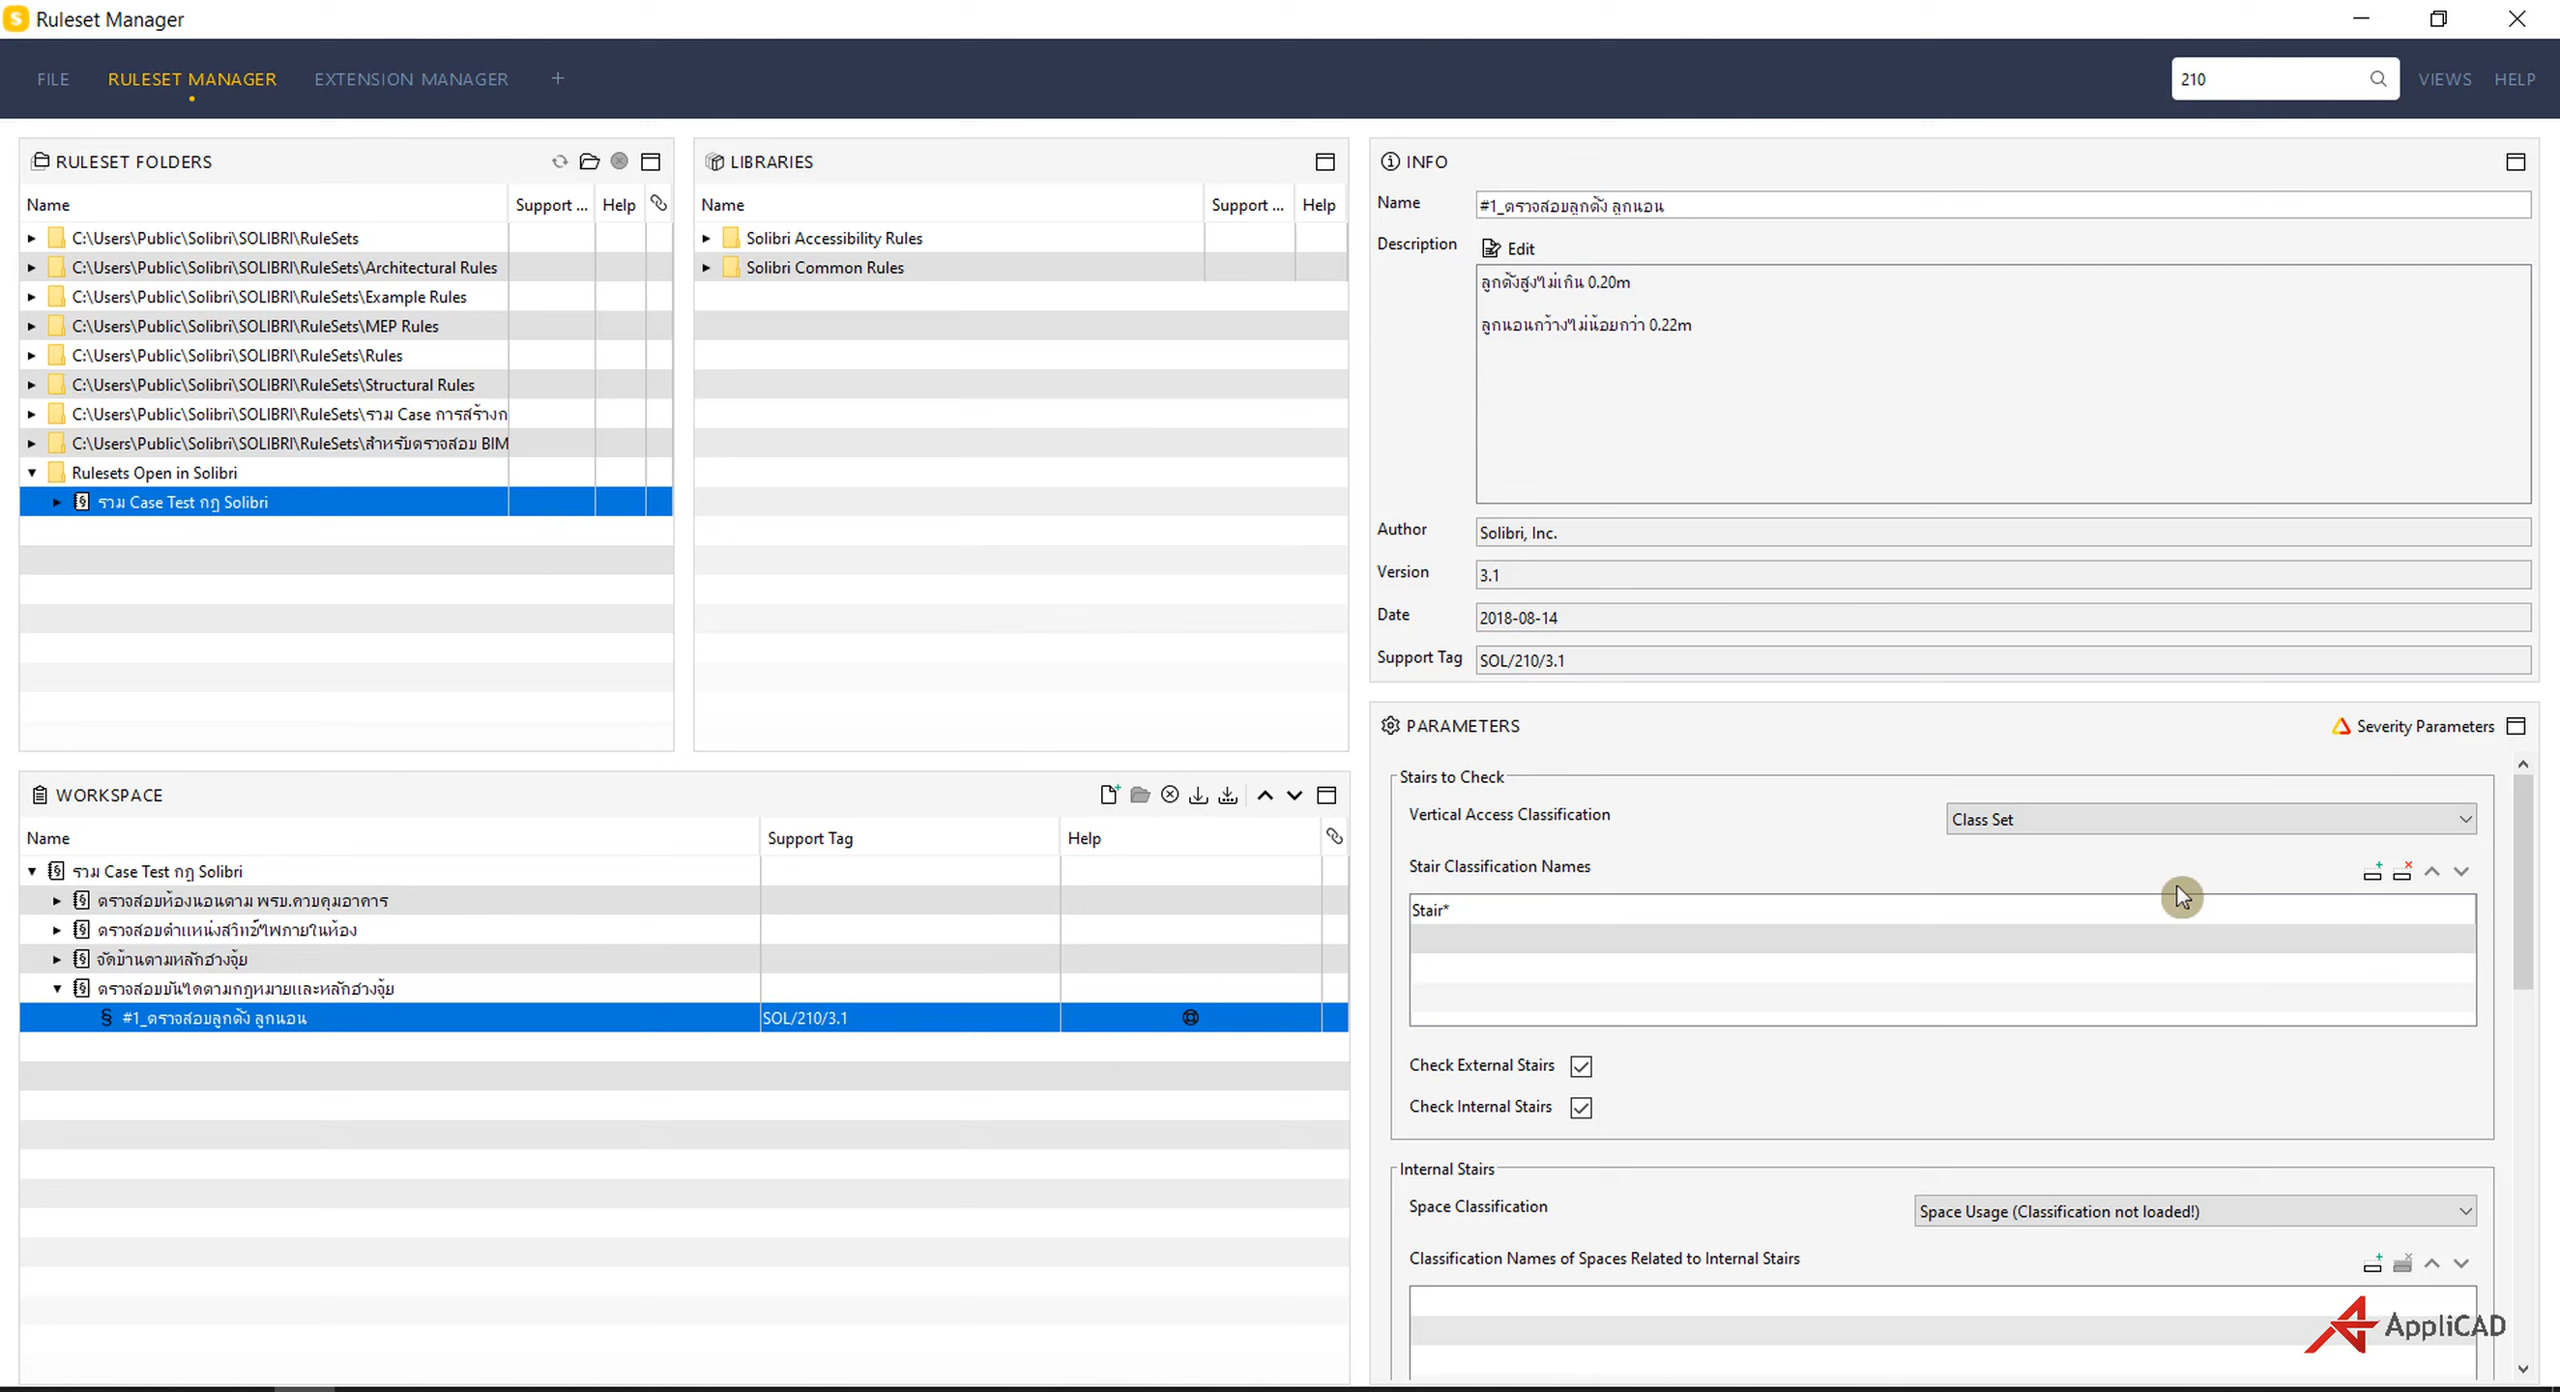 Ruleset Manager
FILE
RULESET MANAGER
EXTENSION MANAGER
+
210
VIEWS
HELP
RULESET FOLDERS
Name
Support ...
Help
C:\Users\Public\Solibri\SOLIBRI\RuleSets
C:\Users\Public\Solibri\SOLIBRI\RuleSets\Architectural Rules
C:\Users\Public\Solibri\SOLIBRI\RuleSets\Example Rules
C:\Users\Public\Solibri\SOLIBRI\RuleSets\MEP Rules
C:\Users\Public\Solibri\SOLIBRI\RuleSets\Rules
C:\Users\Public\Solibri\SOLIBRI\RuleSets\Structural Rules
C:\Users\Public\Solibri\SOLIBRI\RuleSets\รวม Case การสร้างก
C:\Users\Public\Solibri\SOLIBRI\RuleSets\สำหรับตรวจสอบ BIM
Rulesets Open in Solibri
รวม Case Test กฎ Solibri
LIBRARIES
Name
Support ...
Help
Solibri Accessibility Rules
Solibri Common Rules
INFO
Name
#1_ตรวจสอบลูกตั้ง ลูกนอน
Description
Edit
ลูกตั้งสูงไม่เกิน 0.20m
ลูกนอนกว้างไม่น้อยกว่า 0.22m
Author
Solibri, Inc.
Version
3.1
Date
2018-08-14
Support Tag
SOL/210/3.1
WORKSPACE
Name
Support Tag
Help
รวม Case Test กฎ Solibri
ตรวจสอบห้องนอนตาม พรบ.ควบคุมอาคาร
ตรวจสอบตำแหน่งสวิทช์ไฟภายในห้อง
จัดบ้านตามหลักฮวงจุ้ย
ตรวจสอบบันไดตามกฎหมายและหลักฮวงจุ้ย
#1_ตรวจสอบลูกตั้ง ลูกนอน
SOL/210/3.1
PARAMETERS
Severity Parameters
Stairs to Check
Vertical Access Classification
Class Set
Stair Classification Names
Stair*
Check External Stairs
Check Internal Stairs
Internal Stairs
Space Classification
Space Usage (Classification not loaded!)
Classification Names of Spaces Related to Internal Stairs
AppliCAD